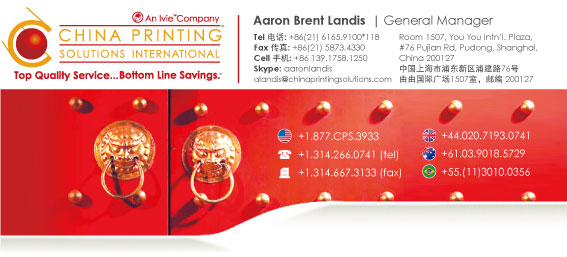 An Ivie™ Company
CHINA PRINTING
SOLUTIONS INTERNATIONAL
Top Quality Service...Bottom Line Savings.™
Aaron Brent Landis | General Manager
Tel 电话: +86(21) 6165.9100*118
Fax 传真: +86(21) 5873.4330
Cell 手机: +86 139.1758.1250
Skype: aaronlandis
alandis@chinaprintingsolutions.com
Room 1507, You You Intn'l. Plaza,
#76 Pujian Rd, Pudong, Shanghai,
China 200127
中国上海市浦东新区浦建路76号
由由国际广场1507室，邮编 200127
+1.877.CPS.3933
+1.314.266.0741 (tel)
+1.314.667.3133 (fax)
+44.020.7193.0741
+61.03.9018.5729
+55.(11)3010.0356